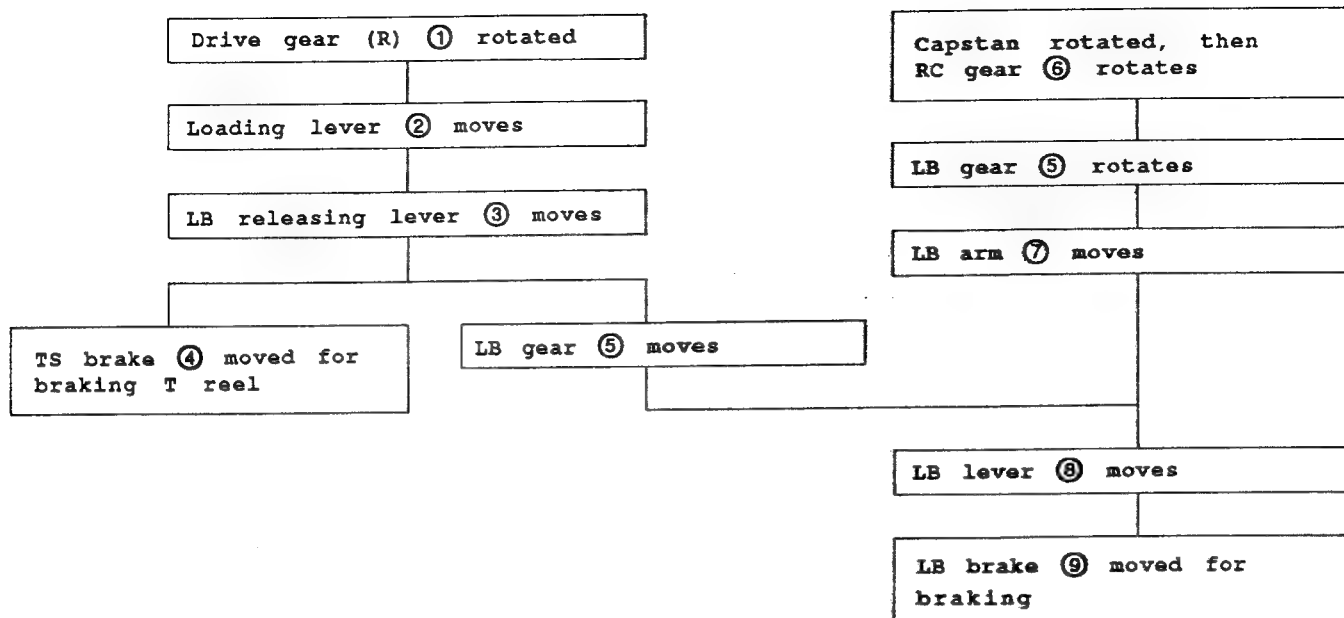 Drive gear (R) ① rotated
Loading lever ② moves
LB releasing lever ③ moves
TS brake ④ moved for
braking T reel
LB gear ⑤ moves
Capstan rotated, then
RC gear ⑥ rotates
LB gear ⑤ rotates
LB arm ⑦ moves
LB lever ⑧ moves
LB brake ⑨ moved for
braking